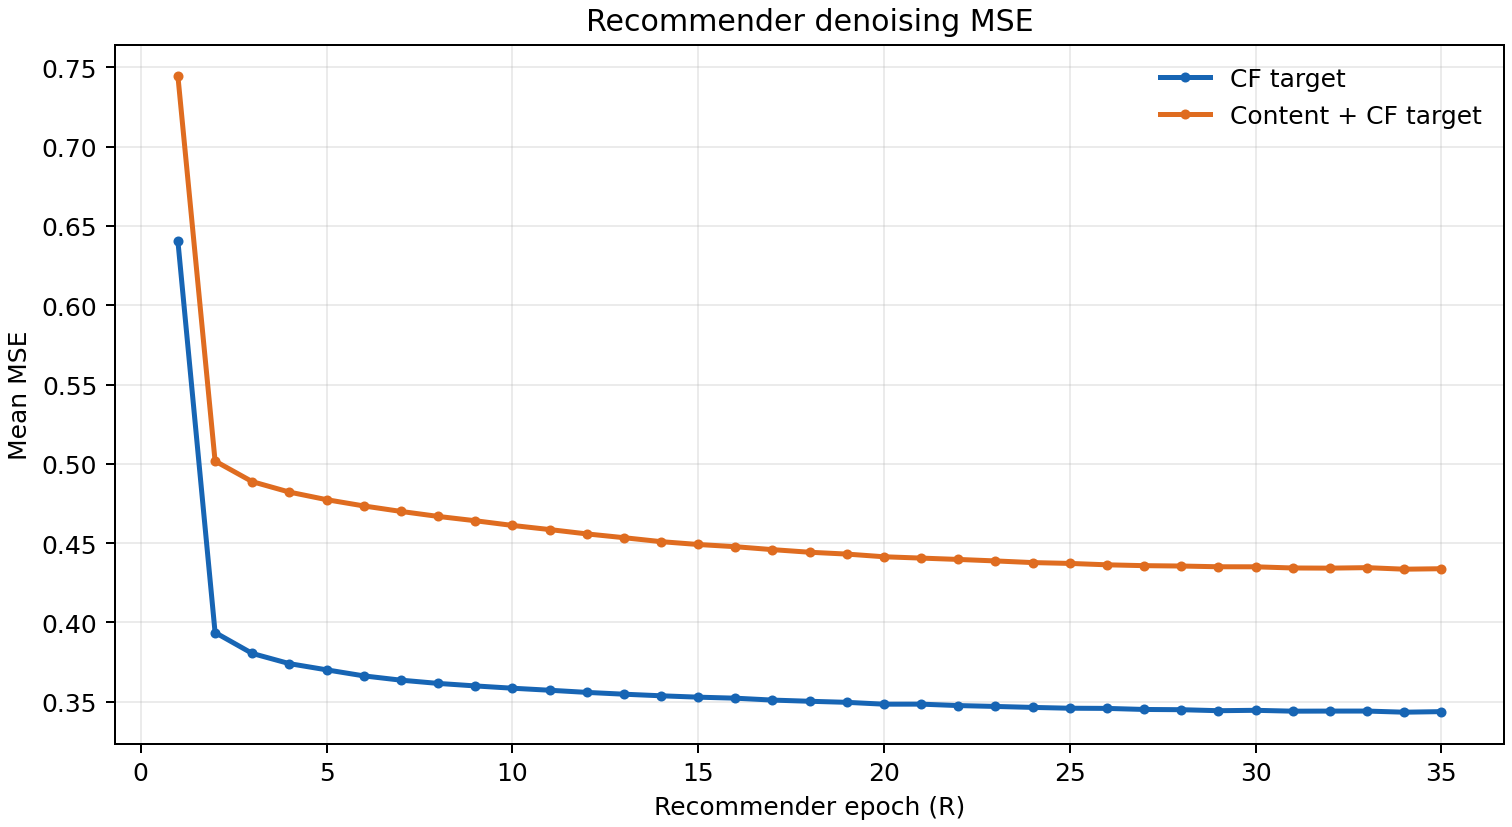 Recommender denoising MSE
CF target
Content + CF target
Mean MSE
0.75
0.70
0.65
0.60
0.55
0.50
0.45
0.40
0.35
0 5 10 15 20 25 30 35
Recommender epoch (R)